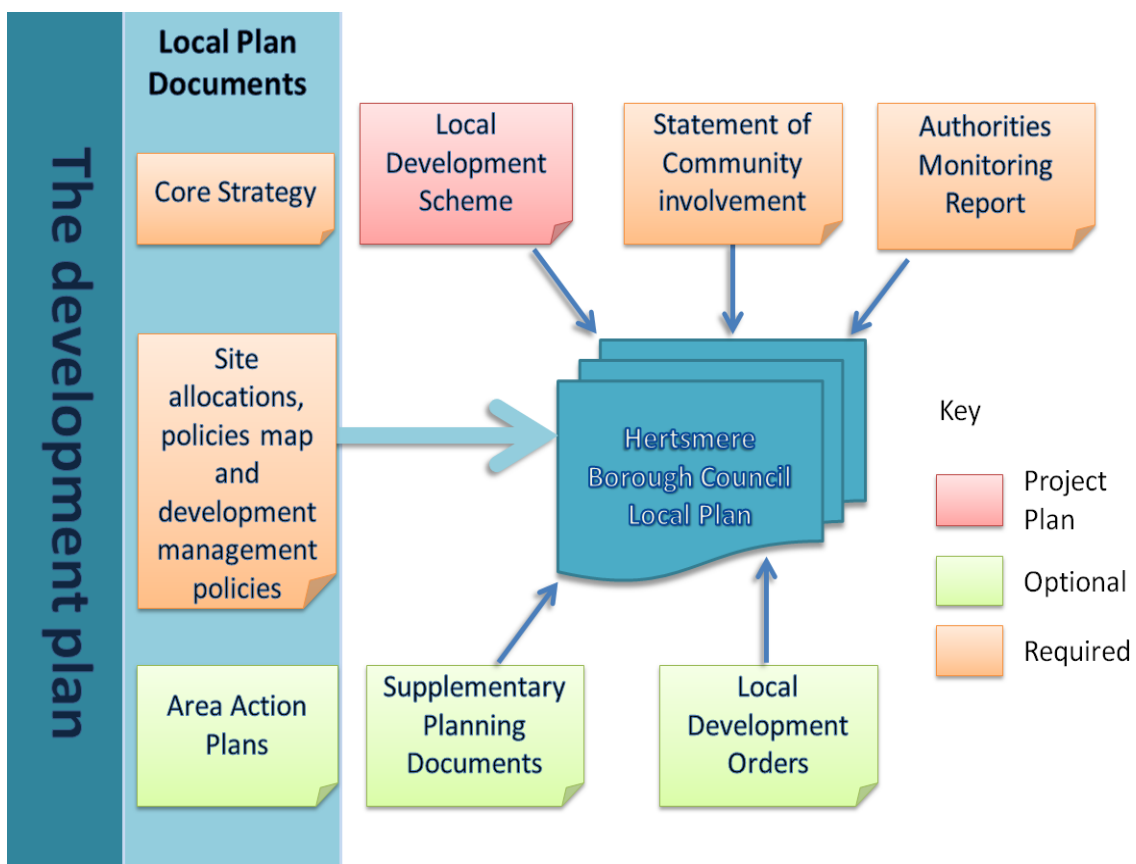 The development plan
Local Plan
Documents
Core Strategy
Site
allocations,
policies map
and
development
management
policies
Area Action
Plans
Local
Development
Scheme
Statement of
Community
involvement
Authorities
Monitoring
Report
Hertsmere
Borough Council
Local Plan
Supplementary
Planning
Documents
Local
Development
Orders
Key
Project
Plan
Optional
Required